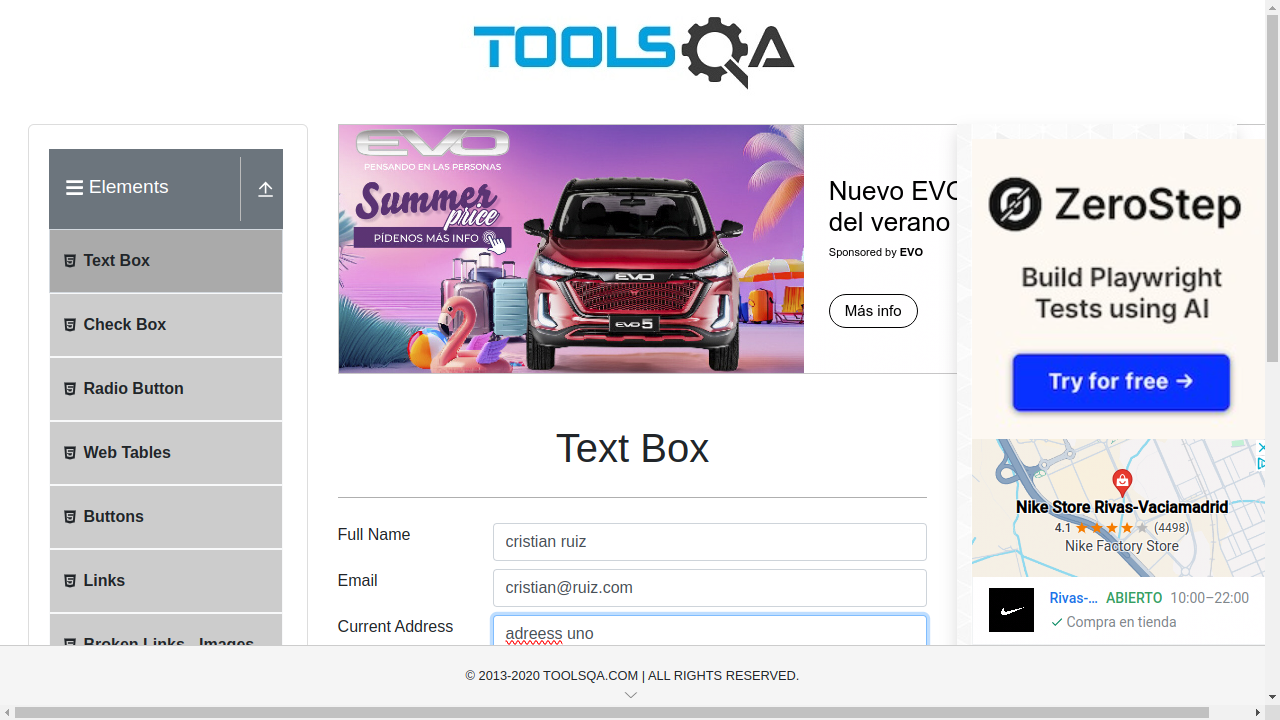 TOOLSQA
Elements
Text Box
Check Box
Radio Button
Web Tables
Buttons
Links
Broken Links - Images
EVO
PENSANDO EN LAS PERSONAS
Summer
price
PÍDENOS MÁS INFO
EVO
EVO 5
Nuevo EVO
del verano
Sponsored by EVO
Más info
Text Box
Full Name
cristian ruiz
Email
cristian@ruiz.com
Current Address
adreess uno
ZeroStep
Build Playwright
Tests using AI
Try for free →
Nike Store Rivas-Vaciamadrid
4.1 ★★★★★ (4498)
Nike Factory Store
Rivas-... ABIERTO 10:00–22:00
✓ Compra en tienda
© 2013-2020 TOOLSQA.COM | ALL RIGHTS RESERVED.